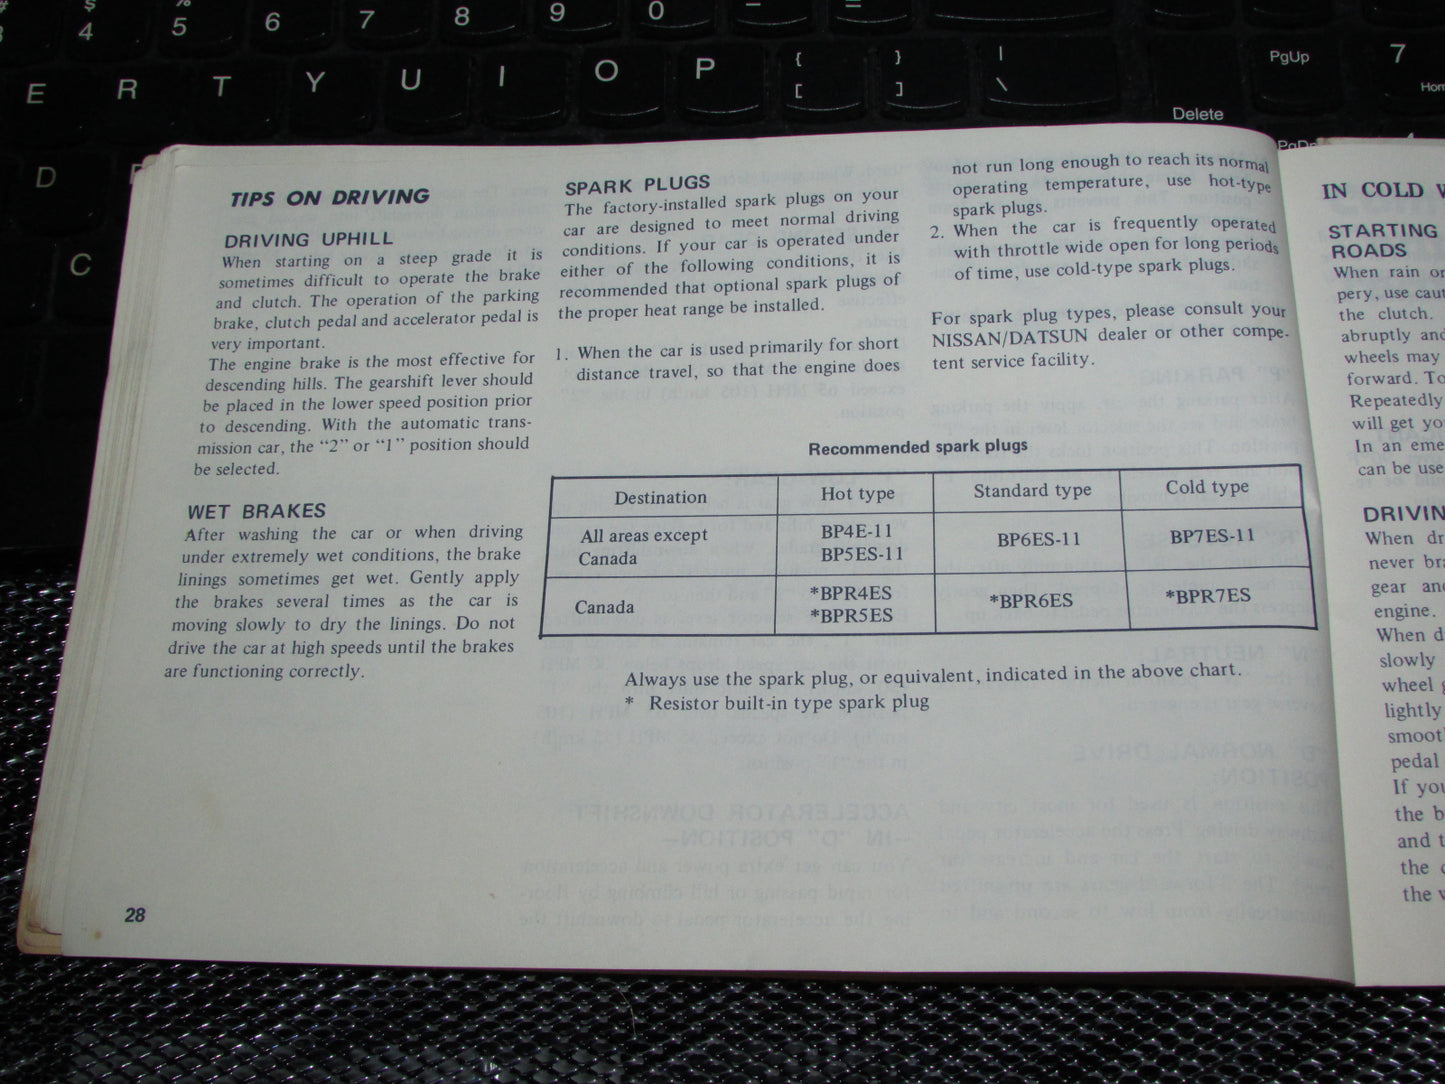 $ %
4 5 6 7 8 9 0 - =
E R T Y U I O P { [ } ] | \ PgUp 7 Hom
Delete
PgDn
D
C
TIPS ON DRIVING
DRIVING UPHILL
When starting on a steep grade it is
sometimes difficult to operate the brake
and clutch. The operation of the parking
brake, clutch pedal and accelerator pedal is
very important.
The engine brake is the most effective for
descending hills. The gearshift lever should
be placed in the lower speed position prior
to descending. With the automatic trans-
mission car, the "2" or "1" position should
be selected.
WET BRAKES
After washing the car or when driving
under extremely wet conditions, the brake
linings sometimes get wet. Gently apply
the brakes several times as the car is
moving slowly to dry the linings. Do not
drive the car at high speeds until the brakes
are functioning correctly.
SPARK PLUGS
The factory-installed spark plugs on your
car are designed to meet normal driving
conditions. If your car is operated under
either of the following conditions, it is
recommended that optional spark plugs of
the proper heat range be installed.
1. When the car is used primarily for short
distance travel, so that the engine does
not run long enough to reach its normal
operating temperature, use hot-type
spark plugs.
2. When the car is frequently operated
with throttle wide open for long periods
of time, use cold-type spark plugs.
For spark plug types, please consult your
NISSAN/DATSUN dealer or other compe-
tent service facility.
Recommended spark plugs
Destination Hot type Standard type Cold type
All areas except Canada BP4E-11 BP5ES-11 BP6ES-11 BP7ES-11
Canada *BPR4ES *BPR5ES *BPR6ES *BPR7ES
Always use the spark plug, or equivalent, indicated in the above chart.
* Resistor built-in type spark plug
28
IN COLD W
STARTING
ROADS
When rain or
pery, use caut
the clutch.
abruptly and
wheels may
forward. To
Repeatedly
will get you
In an eme
can be use
DRIVIN
When dr
never bra
gear and
engine.
When d
slowly
wheel g
lightly
smoot
pedal
If you
the b
and t
the c
the w